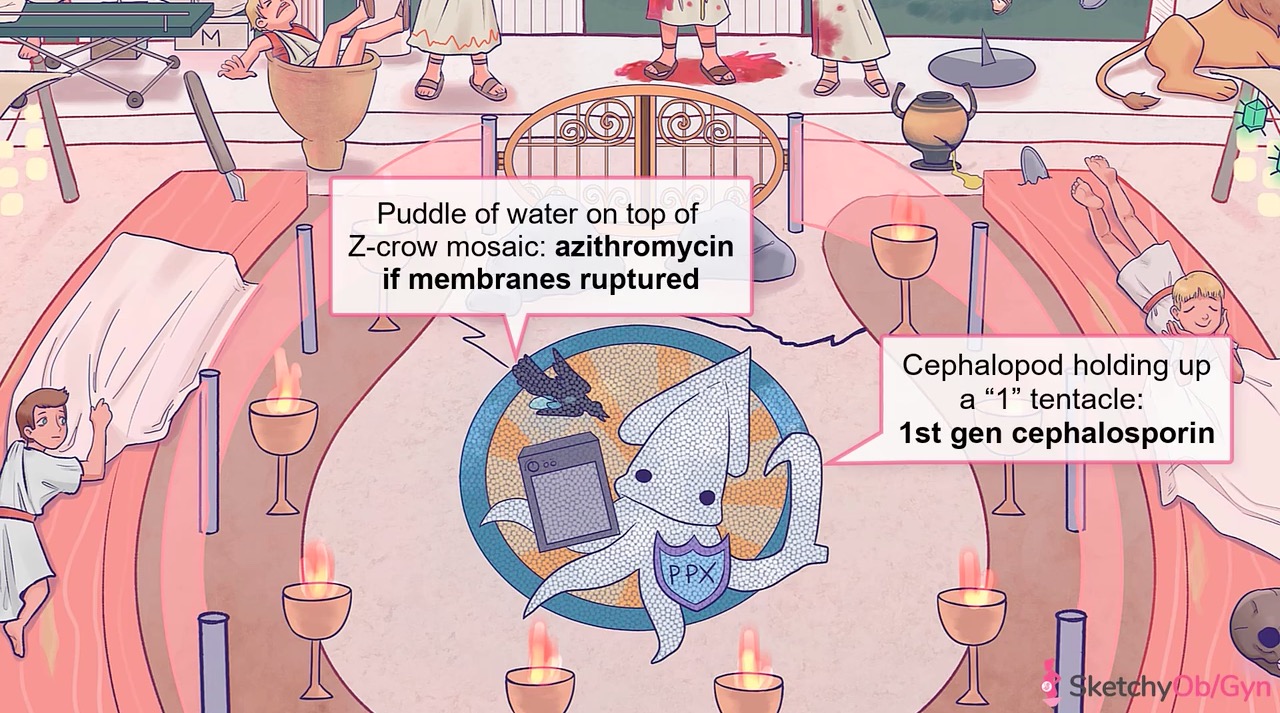 M
Puddle of water on top of
Z-crow mosaic: azithromycin
if membranes ruptured
Cephalopod holding up
a “1” tentacle:
1st gen cephalosporin
PPX
SketchyOb/Gyn